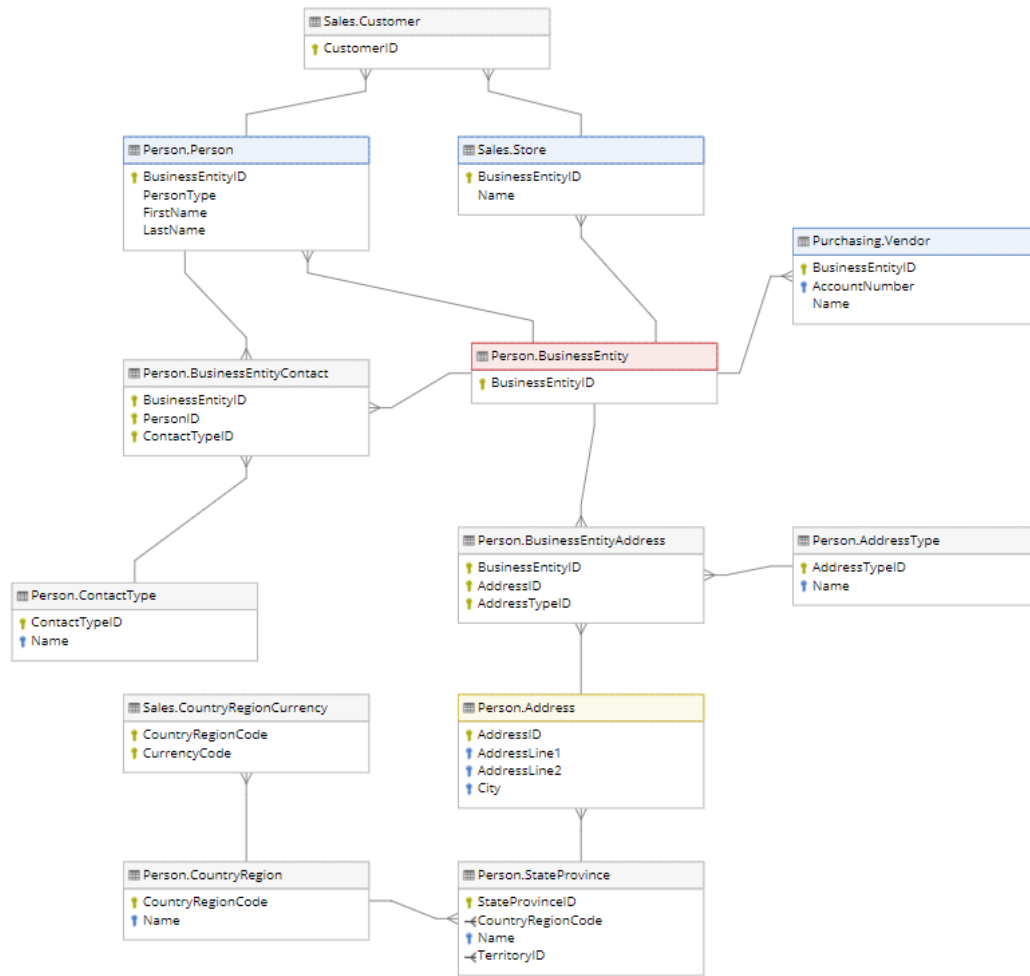 Sales.Customer
CustomerID
Person.Person
BusinessEntityID
PersonType
FirstName
LastName
Sales.Store
BusinessEntityID
Name
Purchasing.Vendor
BusinessEntityID
AccountNumber
Name
Person.BusinessEntity
BusinessEntityID
Person.BusinessEntityContact
BusinessEntityID
PersonID
ContactTypeID
Person.BusinessEntityAddress
BusinessEntityID
AddressID
AddressTypeID
Person.AddressType
AddressTypeID
Name
Person.ContactType
ContactTypeID
Name
Sales.CountryRegionCurrency
CountryRegionCode
CurrencyCode
Person.Address
AddressID
AddressLine1
AddressLine2
City
Person.CountryRegion
CountryRegionCode
Name
Person.StateProvince
StateProvinceID
CountryRegionCode
Name
TerritoryID